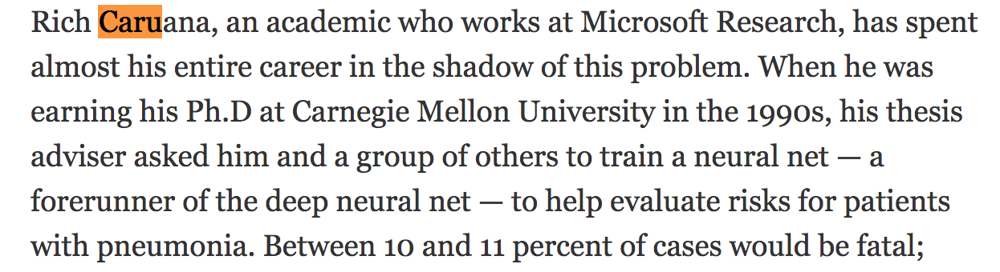 Rich Caruana, an academic who works at Microsoft Research, has spent
almost his entire career in the shadow of this problem. When he was
earning his Ph.D at Carnegie Mellon University in the 1990s, his thesis
adviser asked him and a group of others to train a neural net — a
forerunner of the deep neural net — to help evaluate risks for patients
with pneumonia. Between 10 and 11 percent of cases would be fatal;